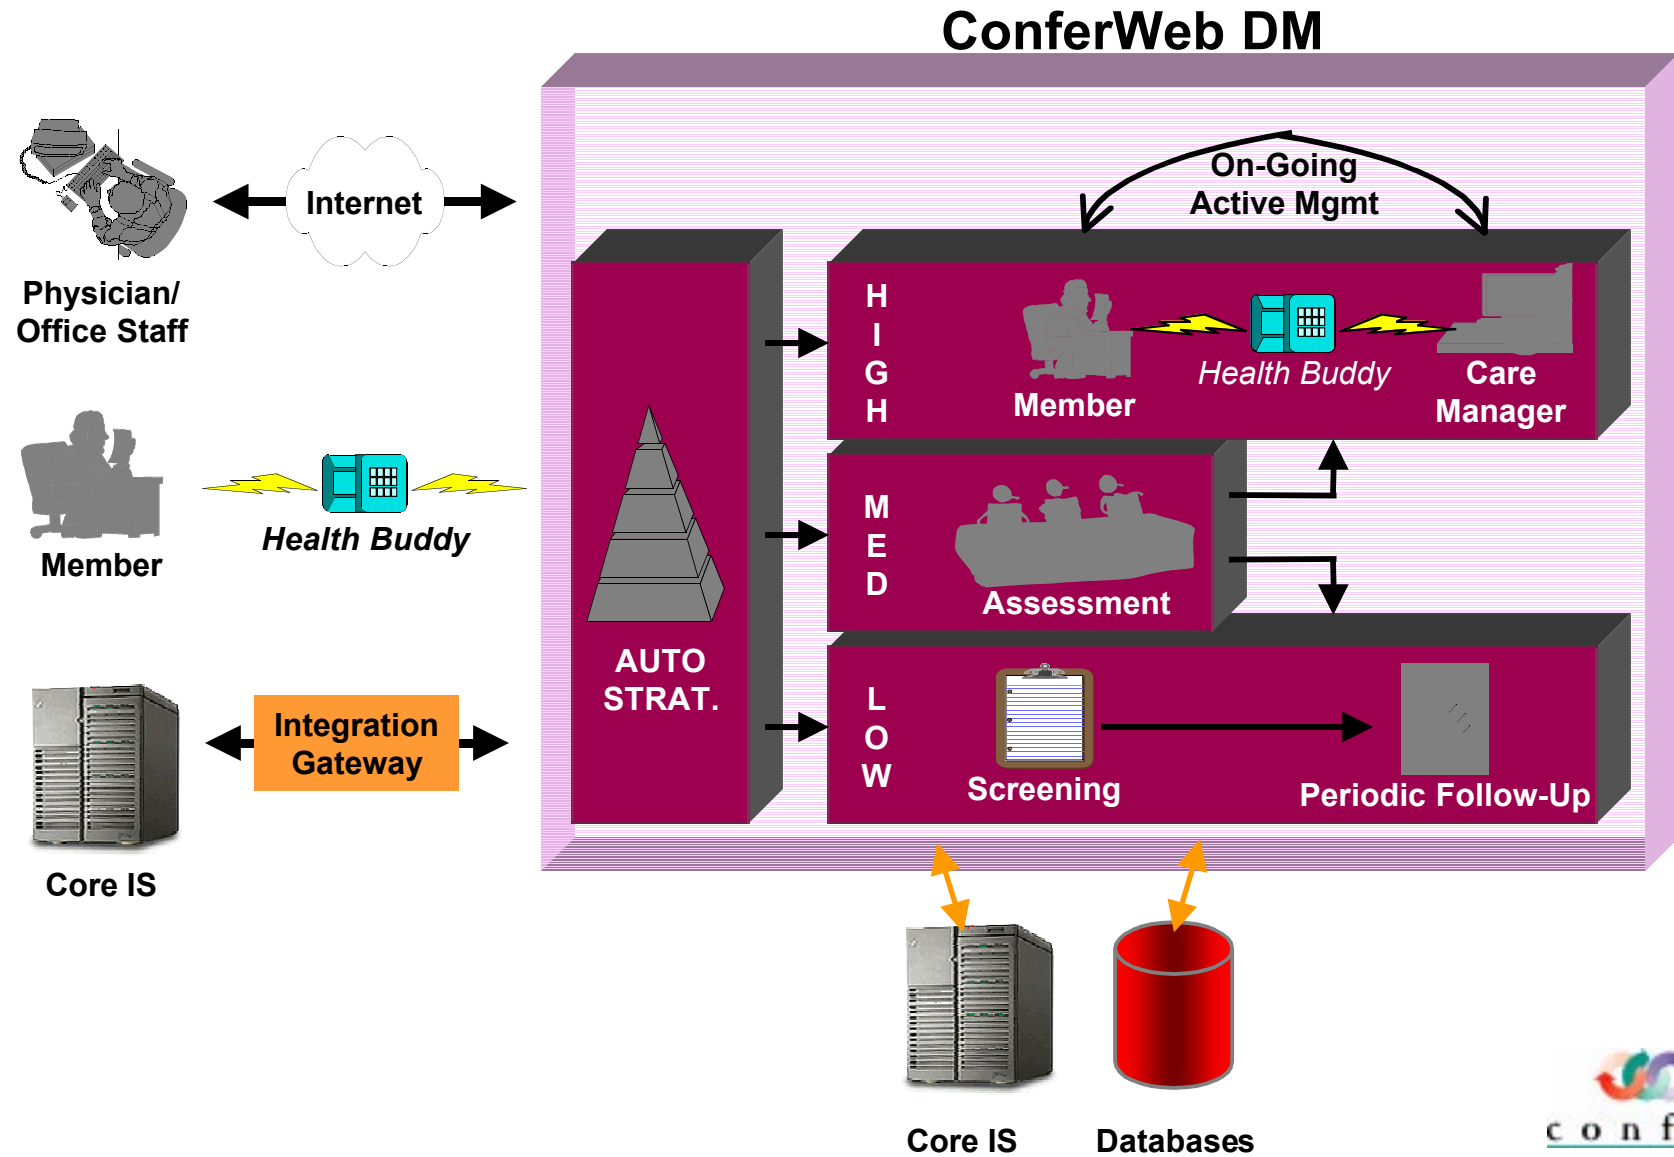 ConferWeb DM
Internet
Physician/
Office Staff
Health Buddy
Member
Integration
Gateway
Core IS
AUTO
STRAT.
On-Going
Active Mgmt
H
I
G
H
Member
Health Buddy
Care
Manager
M
E
D
Assessment
L
O
W
Screening
Periodic Follow-Up
Core IS
Databases
conf